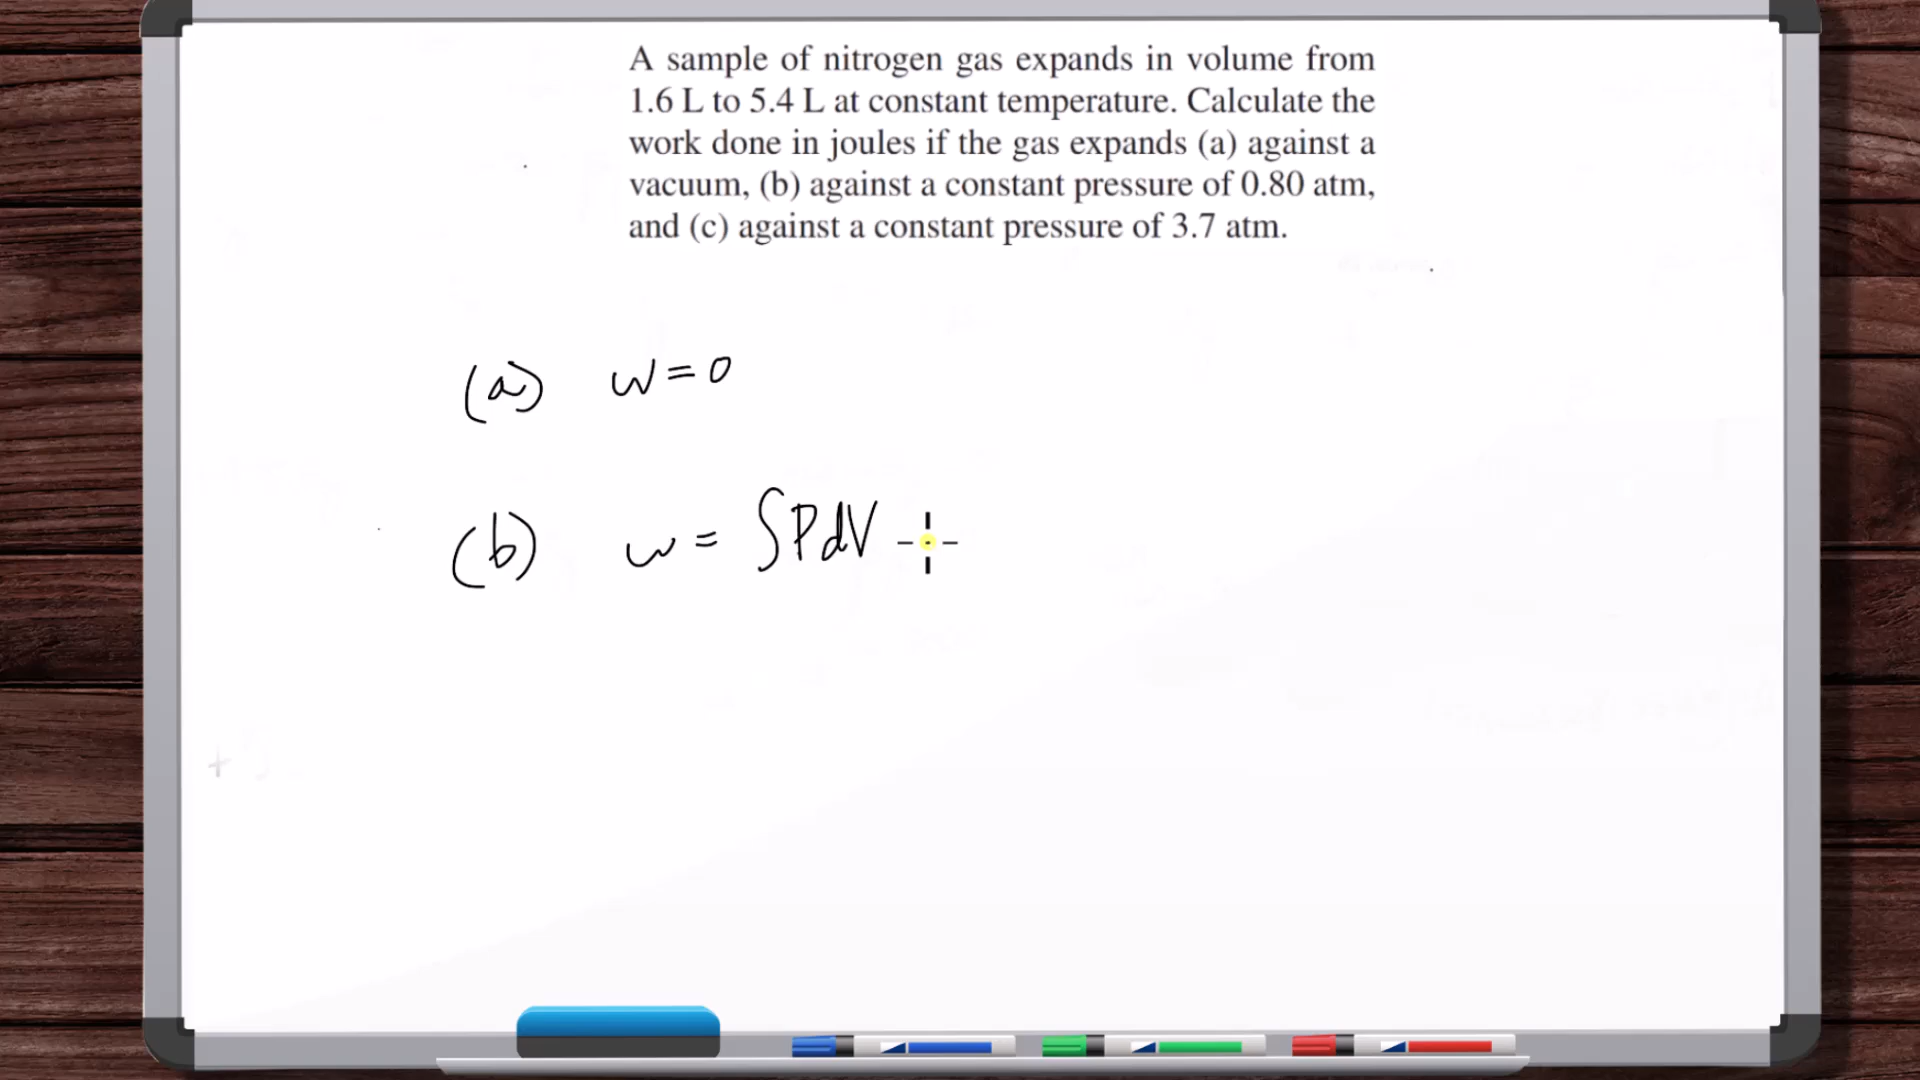 A sample of nitrogen gas expands in volume from
1.6 L to 5.4 L at constant temperature. Calculate the
work done in joules if the gas expands (a) against a
vacuum, (b) against a constant pressure of 0.80 atm,
and (c) against a constant pressure of 3.7 atm.
(a) w = 0
(b) w = ∫PdV